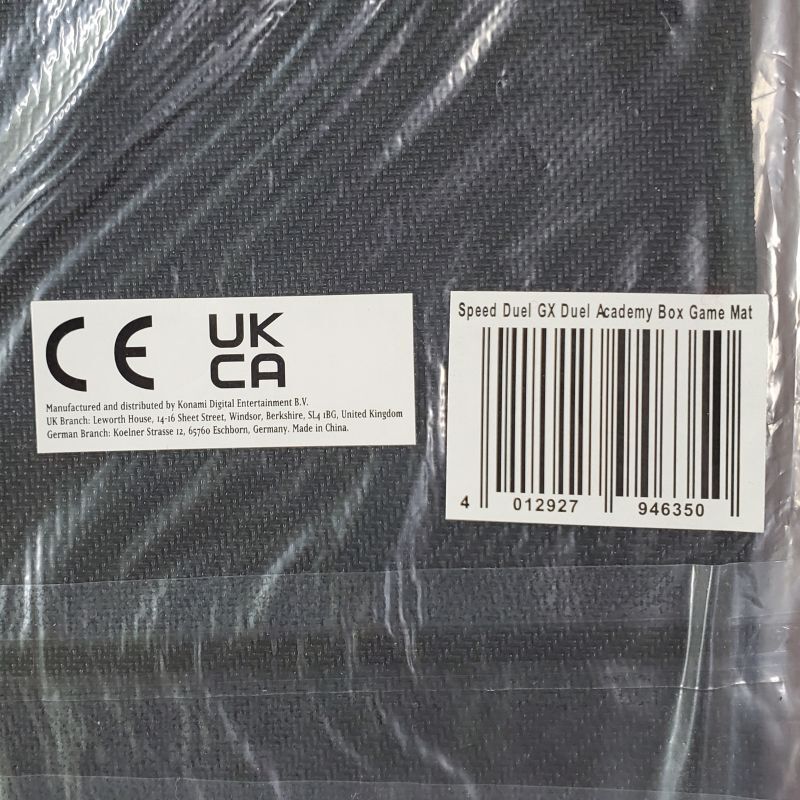 CE UK
CA
Manufactured and distributed by Konami Digital Entertainment B.V.
UK Branch: Leworth House, 14-16 Sheet Street, Windsor, Berkshire, SL4 1BG, United Kingdom
German Branch: Koelner Strasse 12, 65760 Eschborn, Germany. Made in China.
Speed Duel GX Duel Academy Box Game Mat
4 012927 946350